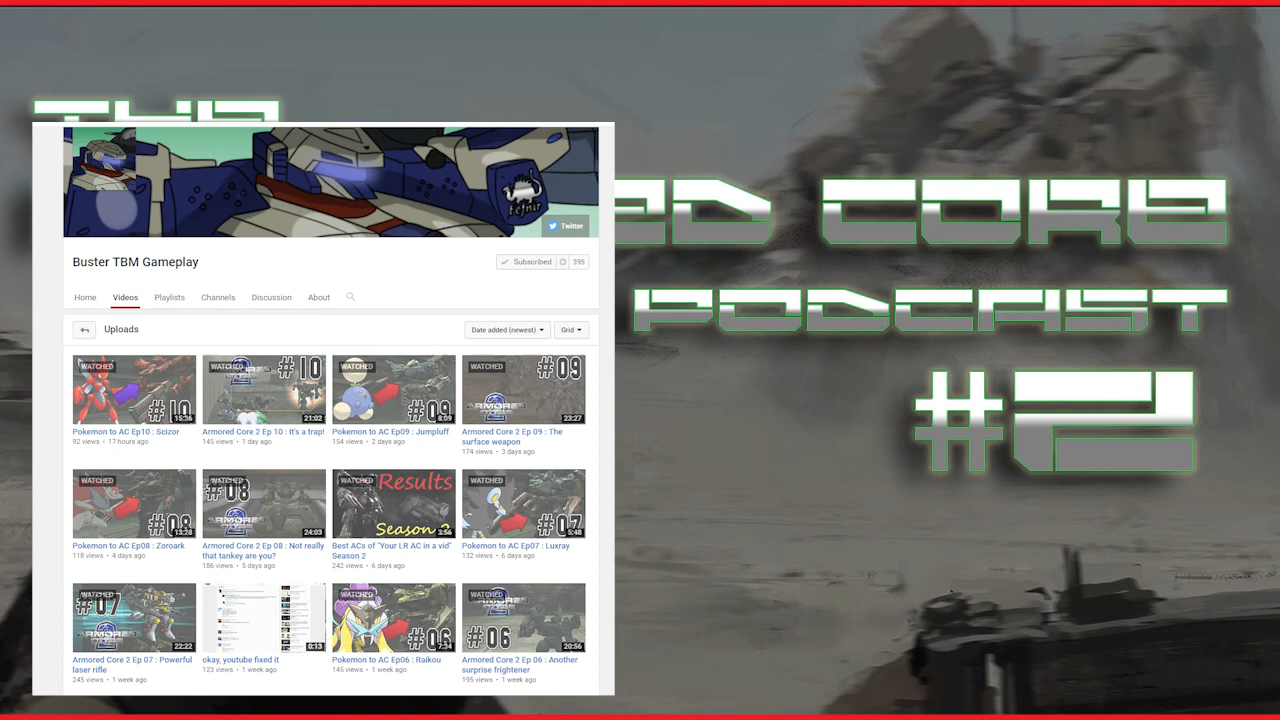 THE
ED CORE
PODCAST
#2
Fefnir
Twitter
Buster TBM Gameplay
Subscribed 395
Home Videos Playlists Channels Discussion About
Uploads
Date added (newest) Grid
WATCHED #10 15:36
WATCHED 2 #10 21:02
WATCHED #09 8:09
WATCHED #09 ARMORED CORE 2 23:27
Pokemon to AC Ep10 : Scizor
92 views • 17 hours ago
Armored Core 2 Ep 10 : It's a trap!
145 views • 1 day ago
Pokemon to AC Ep09 : Jumpluff
154 views • 2 days ago
Armored Core 2 Ep 09 : The
surface weapon
174 views • 3 days ago
WATCHED #08 13:28
WATCHED #08 2 24:03
WATCHED Results Season 2 3:56
WATCHED #07 5:48
Pokemon to AC Ep08 : Zoroark
118 views • 4 days ago
Armored Core 2 Ep 08 : Not really
that tankey are you?
186 views • 5 days ago
Best ACs of "Your LR AC in a vid"
Season 2
242 views • 6 days ago
Pokemon to AC Ep07 : Luxray
132 views • 6 days ago
WATCHED #07 2 22:22
WATCHED 0:13
WATCHED #06 7:34
WATCHED 2 #06 20:56
Armored Core 2 Ep 07 : Powerful
laser rifle
245 views • 1 week ago
okay, youtube fixed it
123 views • 1 week ago
Pokemon to AC Ep06 : Raikou
145 views • 1 week ago
Armored Core 2 Ep 06 : Another
surprise frightener
195 views • 1 week ago